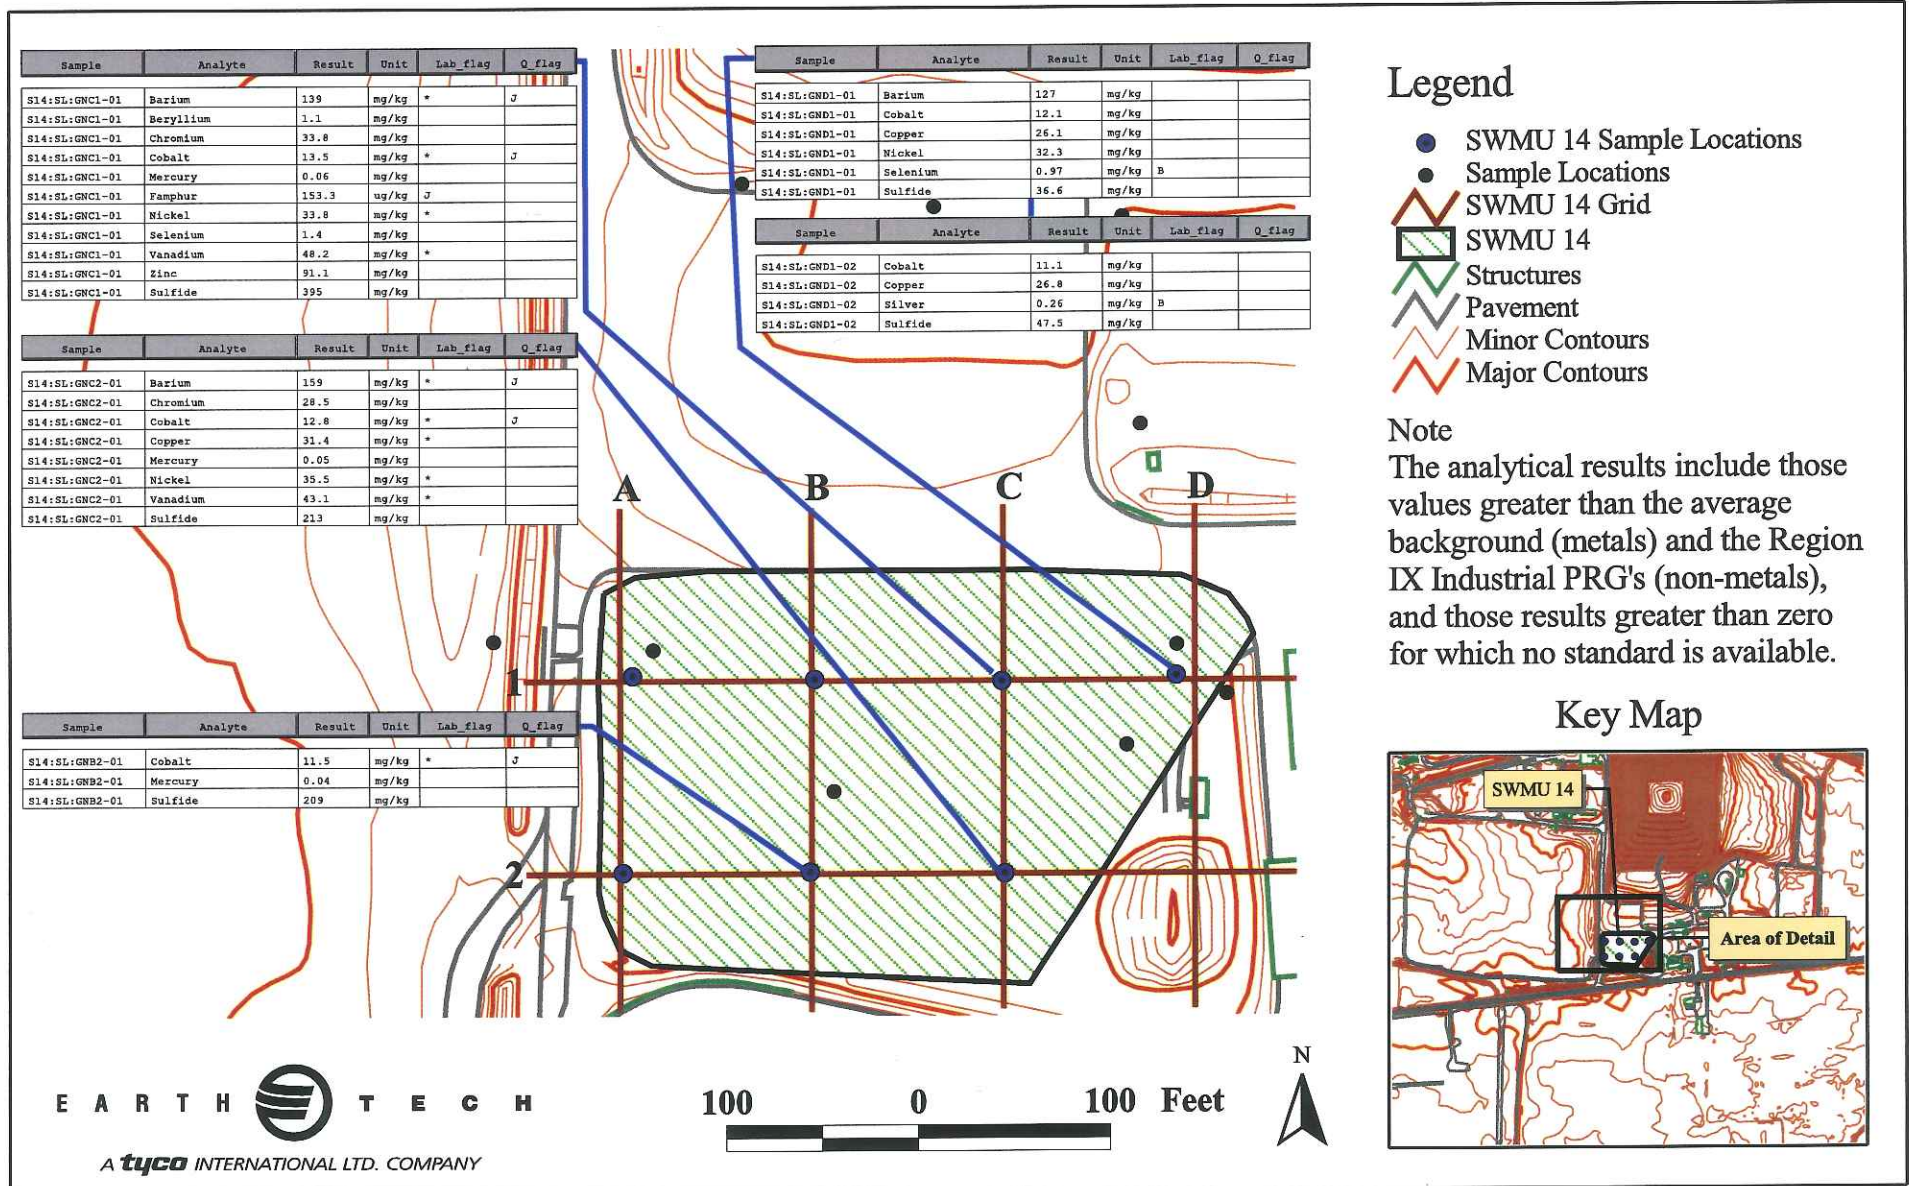 Sample Analyte Result Unit Lab_flag Q_flag
S14:SL:GNC1-01 Barium 139 mg/kg * J
S14:SL:GNC1-01 Beryllium 1.1 mg/kg
S14:SL:GNC1-01 Chromium 33.8 mg/kg
S14:SL:GNC1-01 Cobalt 13.5 mg/kg * J
S14:SL:GNC1-01 Mercury 0.06 mg/kg
S14:SL:GNC1-01 Famphur 153.3 ug/kg J
S14:SL:GNC1-01 Nickel 33.8 mg/kg *
S14:SL:GNC1-01 Selenium 1.4 mg/kg
S14:SL:GNC1-01 Vanadium 48.2 mg/kg *
S14:SL:GNC1-01 Zinc 91.1 mg/kg
S14:SL:GNC1-01 Sulfide 395 mg/kg
Sample Analyte Result Unit Lab_flag Q_flag
S14:SL:GNC2-01 Barium 159 mg/kg * J
S14:SL:GNC2-01 Chromium 28.5 mg/kg
S14:SL:GNC2-01 Cobalt 12.8 mg/kg * J
S14:SL:GNC2-01 Copper 31.4 mg/kg *
S14:SL:GNC2-01 Mercury 0.05 mg/kg
S14:SL:GNC2-01 Nickel 35.5 mg/kg *
S14:SL:GNC2-01 Vanadium 43.1 mg/kg *
S14:SL:GNC2-01 Sulfide 213 mg/kg
Sample Analyte Result Unit Lab_flag Q_flag
S14:SL:GNB2-01 Cobalt 11.5 mg/kg * J
S14:SL:GNB2-01 Mercury 0.04 mg/kg
S14:SL:GNB2-01 Sulfide 209 mg/kg
Sample Analyte Result Unit Lab_flag Q_flag
S14:SL:GND1-01 Barium 127 mg/kg
S14:SL:GND1-01 Cobalt 12.1 mg/kg
S14:SL:GND1-01 Copper 26.1 mg/kg
S14:SL:GND1-01 Nickel 32.3 mg/kg
S14:SL:GND1-01 Selenium 0.97 mg/kg B
S14:SL:GND1-01 Sulfide 36.6 mg/kg
Sample Analyte Result Unit Lab_flag Q_flag
S14:SL:GND1-02 Cobalt 11.1 mg/kg
S14:SL:GND1-02 Copper 26.8 mg/kg
S14:SL:GND1-02 Silver 0.26 mg/kg B
S14:SL:GND1-02 Sulfide 47.5 mg/kg
A B C D
1
2
Legend
SWMU 14 Sample Locations
Sample Locations
SWMU 14 Grid
SWMU 14
Structures
Pavement
Minor Contours
Major Contours
Note
The analytical results include those
values greater than the average
background (metals) and the Region
IX Industrial PRG's (non-metals),
and those results greater than zero
for which no standard is available.
Key Map
SWMU 14
Area of Detail
EARTH TECH
A tyco INTERNATIONAL LTD. COMPANY
100 0 100 Feet
N